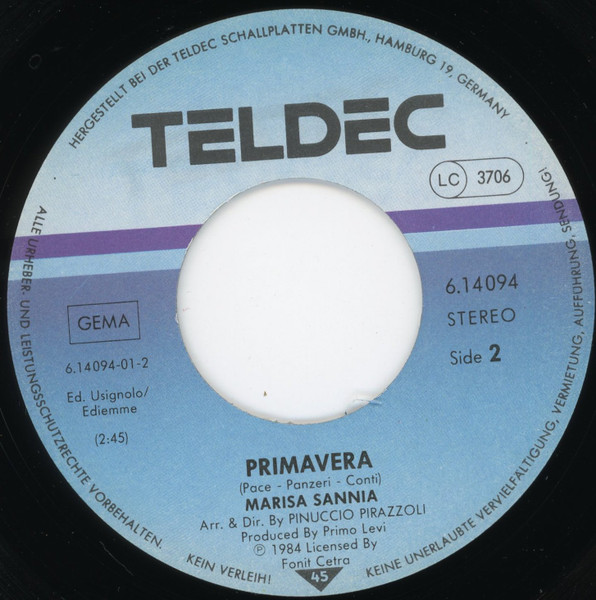 HERGESTELLT BEI DER TELDEC SCHALLPLATTEN GMBH., HAMBURG 19, GERMANY
TELDEC
LC 3706
6.14094
STEREO
Side 2
GEMA
6.14094-01-2
Ed. Usignolo/
Ediemme
(2:45)
PRIMAVERA
(Pace - Panzeri - Conti)
MARISA SANNIA
Arr. & Dir. By PINUCCIO PIRAZZOLI
Produced By Primo Levi
℗ 1984 Licensed By
Fonit Cetra
45
ALLE URHEBER- UND LEISTUNGSSCHUTZRECHTE VORBEHALTEN.
KEIN VERLEIH!
KEINE UNERLAUBTE VERVIELFÄLTIGUNG, VERMIETUNG, AUFFÜHRUNG, SENDUNG!